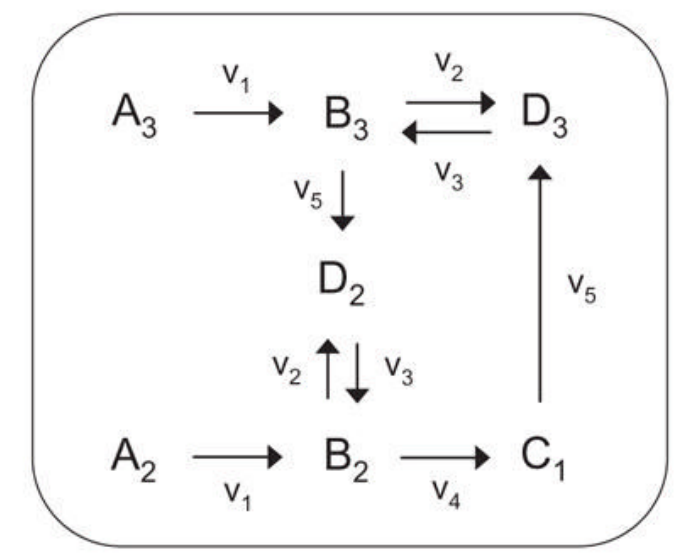 v₁
v₂
A₃
B₃
D₃
v₃
v₅
D₂
v₅
v₂
v₃
A₂
B₂
C₁
v₁
v₄